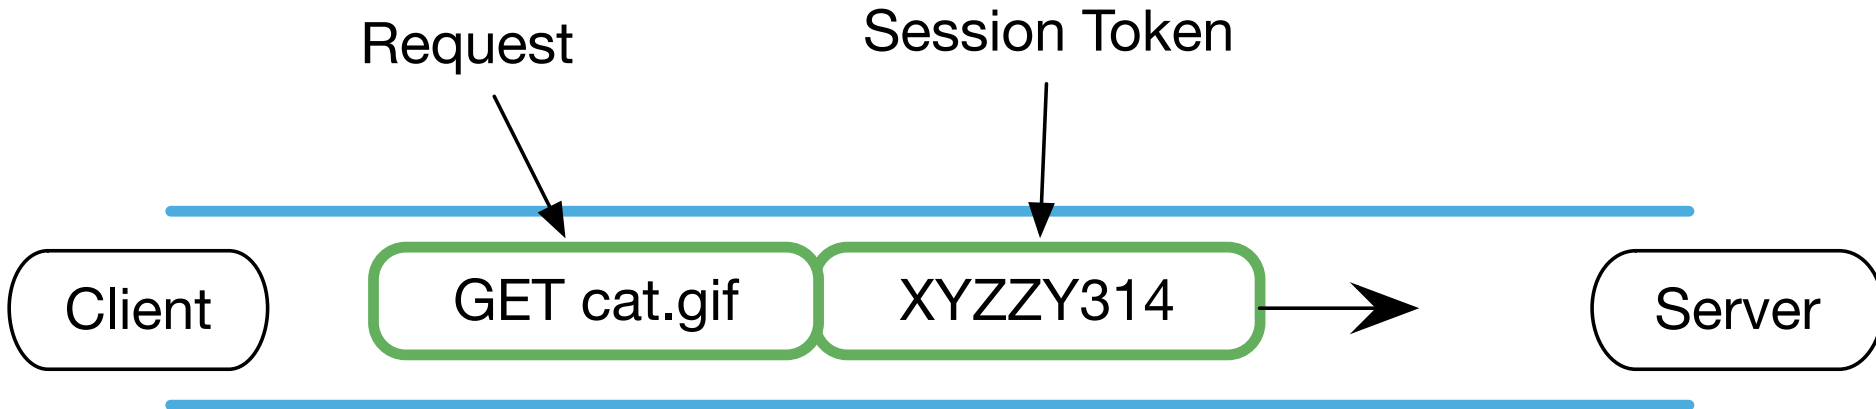 Request
Session Token
Client
GET cat.gif
XYZZY314
Server